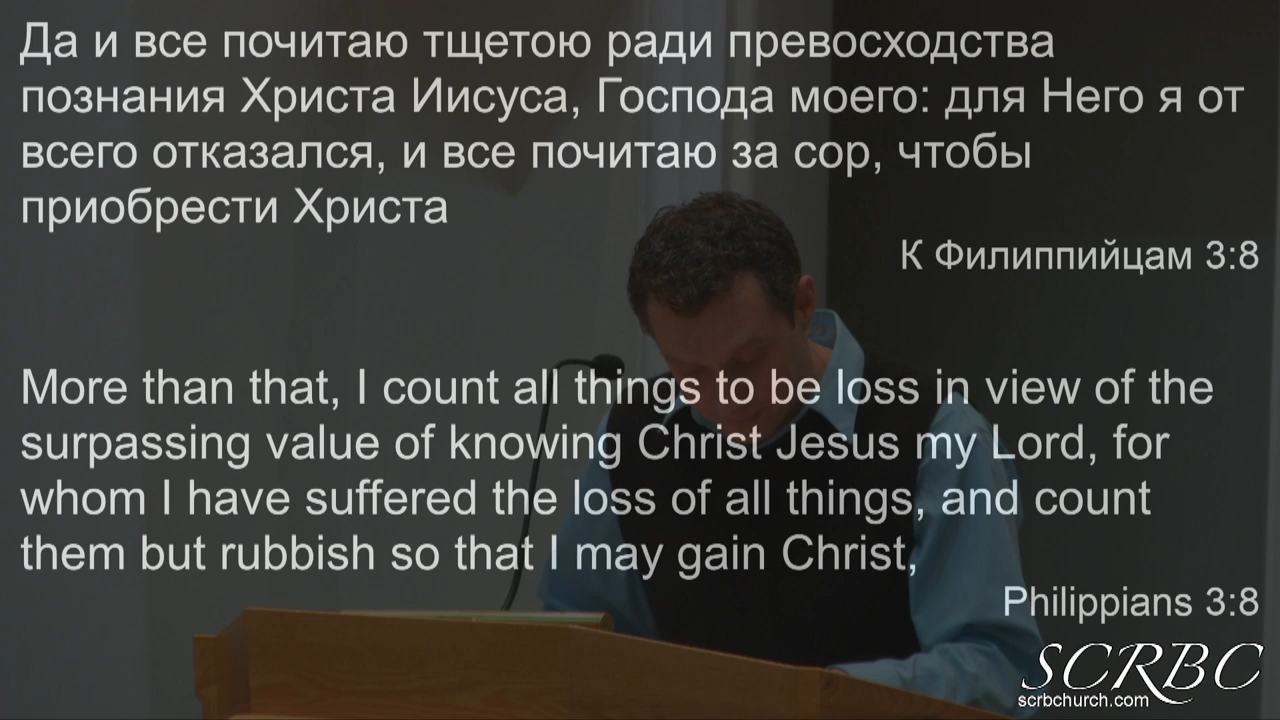 Да и все почитаю тщетою ради превосходства
познания Христа Иисуса, Господа моего: для Него я от
всего отказался, и все почитаю за сор, чтобы
приобрести Христа
К Филиппийцам 3:8
More than that, I count all things to be loss in view of the
surpassing value of knowing Christ Jesus my Lord, for
whom I have suffered the loss of all things, and count
them but rubbish so that I may gain Christ,
Philippians 3:8
SCRBC
scrbchurch.com